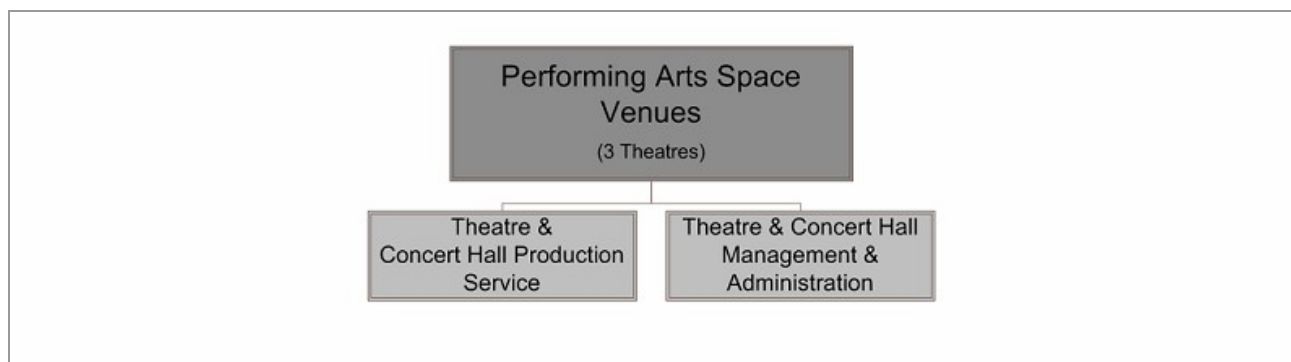 Performing Arts Space
Venues
(3 Theatres)
Theatre &
Concert Hall Production
Service
Theatre & Concert Hall
Management &
Administration